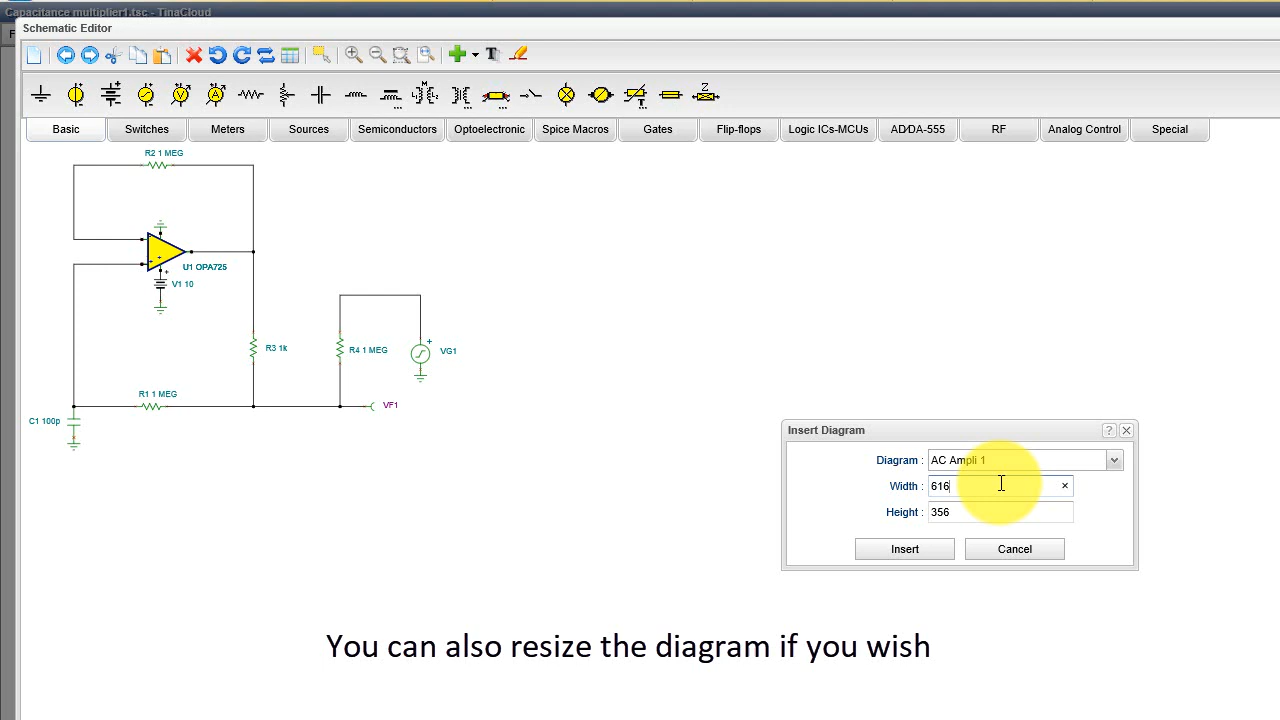 Capacitance multiplier1.tsc - TinaCloud
Schematic Editor
T
M
T
Z
Basic Switches Meters Sources Semiconductors Optoelectronic Spice Macros Gates Flip-flops Logic ICs-MCUs AD/DA-555 RF Analog Control Special
R2 1 MEG
U1 OPA725
V1 10
R3 1k
R4 1 MEG
VG1
R1 1 MEG
VF1
C1 100p
Insert Diagram
Diagram : AC Ampli 1
Width : 616
Height : 356
Insert Cancel
You can also resize the diagram if you wish